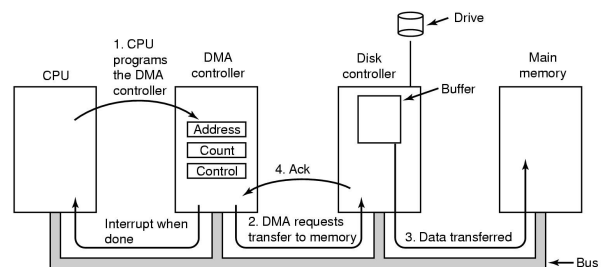 Drive
1. CPU
programs
the DMA
controller
CPU
DMA
controller
Disk
controller
Main
memory
Buffer
Address
Count
Control
4. Ack
Interrupt when
done
2. DMA requests
transfer to memory
3. Data transferred
Bus